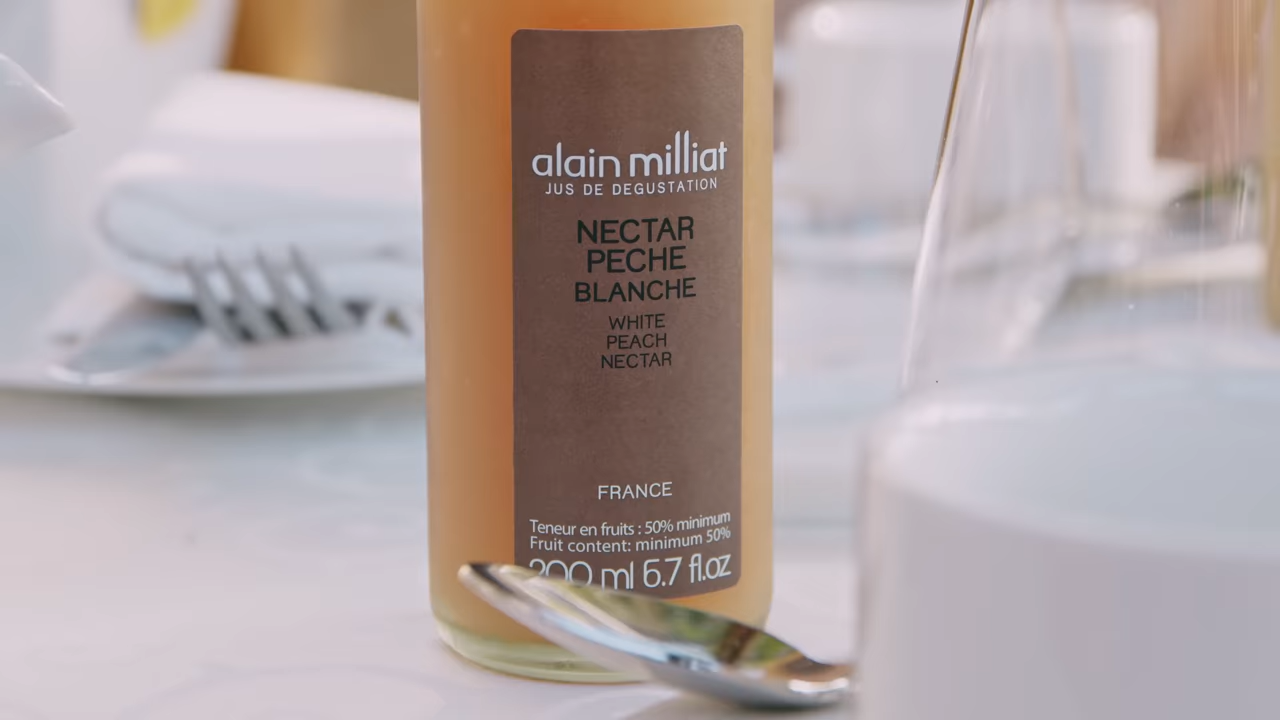 alain milliat
JUS DE DEGUSTATION
NECTAR
PECHE
BLANCHE
WHITE
PEACH
NECTAR
FRANCE
Teneur en fruits : 50% minimum
Fruit content: minimum 50%
200 ml 6.7 fl.oz